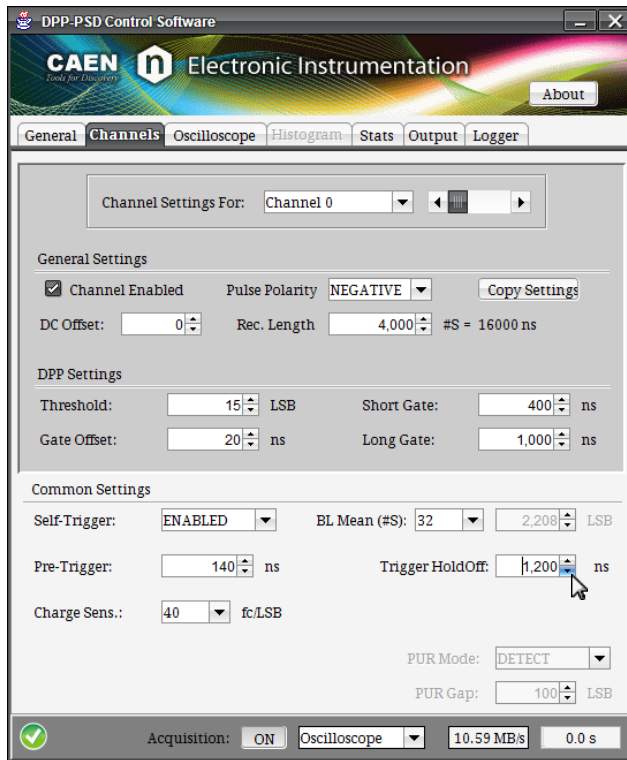 DPP-PSD Control Software
CAEN n Electronic Instrumentation
Tools for Discovery
About
General Channels Oscilloscope Histogram Stats Output Logger
Channel Settings For: Channel 0
General Settings
Channel Enabled Pulse Polarity NEGATIVE Copy Settings
DC Offset: 0 Rec. Length 4,000 #S = 16000 ns
DPP Settings
Threshold: 15 LSB Short Gate: 400 ns
Gate Offset: 20 ns Long Gate: 1,000 ns
Common Settings
Self-Trigger: ENABLED BL Mean (#S): 32 2,208 LSB
Pre-Trigger: 140 ns Trigger HoldOff: 1,200 ns
Charge Sens.: 40 fc/LSB
PUR Mode: DETECT
PUR Gap: 100 LSB
Acquisition: ON Oscilloscope 10.59 MB/s 0.0 s